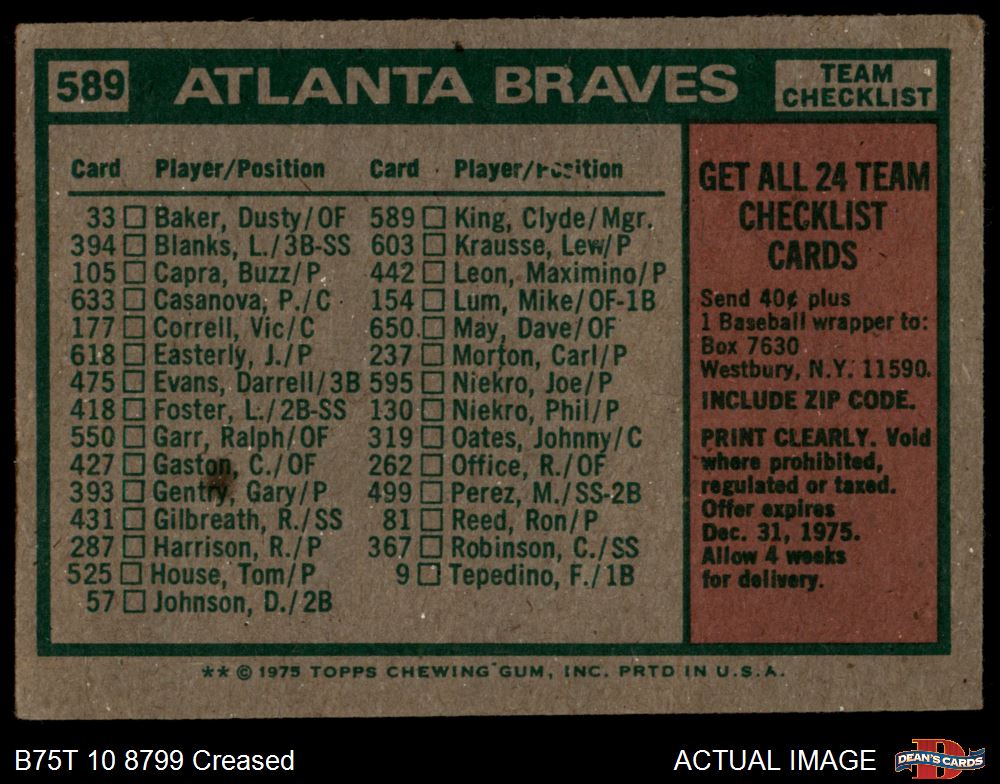 589 ATLANTA BRAVES TEAM CHECKLIST
Card Player/Position
33 Baker, Dusty/OF
394 Blanks, L./3B-SS
105 Capra, Buzz/P
633 Casanova, P./C
177 Correll, Vic/C
618 Easterly, J./P
475 Evans, Darrell/3B
418 Foster, L./2B-SS
550 Garr, Ralph/OF
427 Gaston, C./OF
393 Gentry, Gary/P
431 Gilbreath, R./SS
287 Harrison, R./P
525 House, Tom/P
57 Johnson, D./2B
Card Player/Position
589 King, Clyde/Mgr.
603 Krausse, Lew/P
442 Leon, Maximino/P
154 Lum, Mike/OF-1B
650 May, Dave/OF
237 Morton, Carl/P
595 Niekro, Joe/P
130 Niekro, Phil/P
319 Oates, Johnny/C
262 Office, R./OF
499 Perez, M./SS-2B
81 Reed, Ron/P
367 Robinson, C./SS
9 Tepedino, F./1B
GET ALL 24 TEAM
CHECKLIST
CARDS
Send 40¢ plus
1 Baseball wrapper to:
Box 7630
Westbury, N.Y. 11590.
INCLUDE ZIP CODE.
PRINT CLEARLY. Void
where prohibited,
regulated or taxed.
Offer expires
Dec. 31, 1975.
Allow 4 weeks
for delivery.
** © 1975 TOPPS CHEWING GUM, INC. PRTD IN U.S.A.
B75T 10 8799 Creased
ACTUAL IMAGE
DEAN'S CARDS